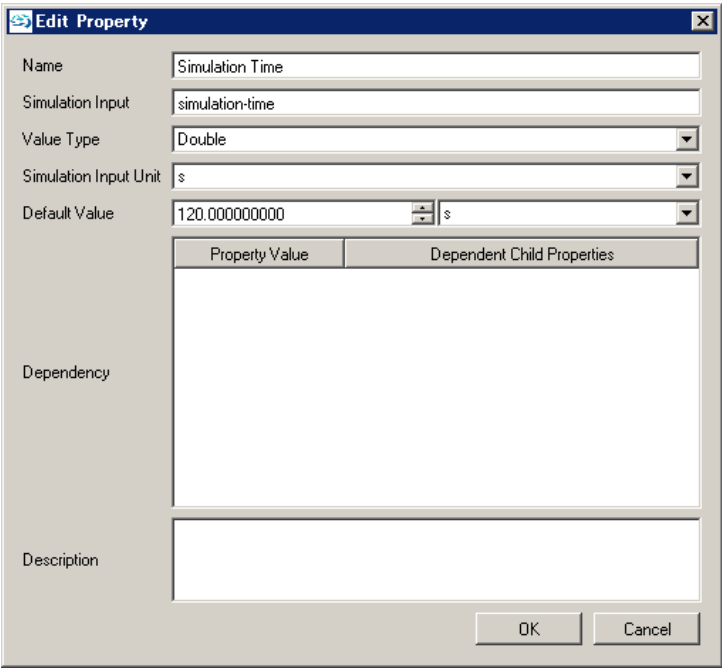 Edit Property
Name Simulation Time
Simulation Input simulation-time
Value Type Double
Simulation Input Unit s
Default Value 120.000000000 s
Property Value Dependent Child Properties
Dependency
Description
OK Cancel